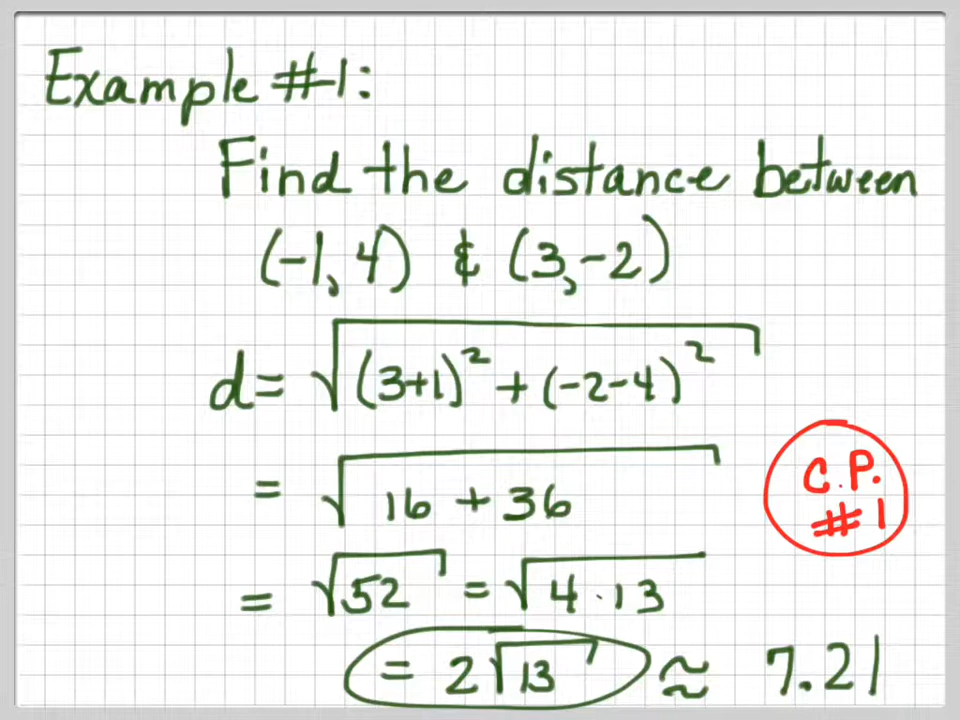 Example #1:
Find the distance between
(-1, 4) & (3, -2)
d = √(3+1)² + (-2-4)²
= √16 + 36
C.P.
#1
= √52 = √4·13
= 2√13 ≈ 7.21